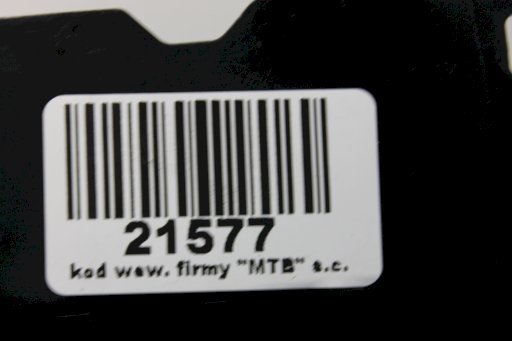 21577
kod wew. firmy "MTB" s.c.